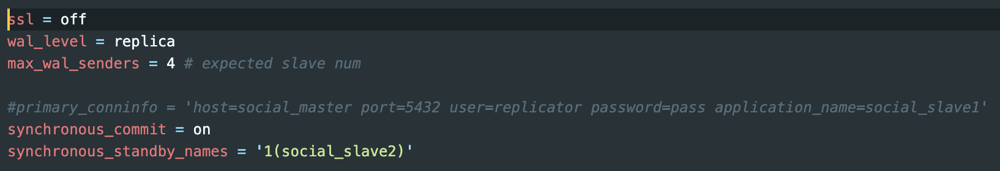 ssl = off
wal_level = replica
max_wal_senders = 4 # expected slave num
#primary_conninfo = 'host=social_master port=5432 user=replicator password=pass application_name=social_slave1'
synchronous_commit = on
synchronous_standby_names = '1(social_slave2)'